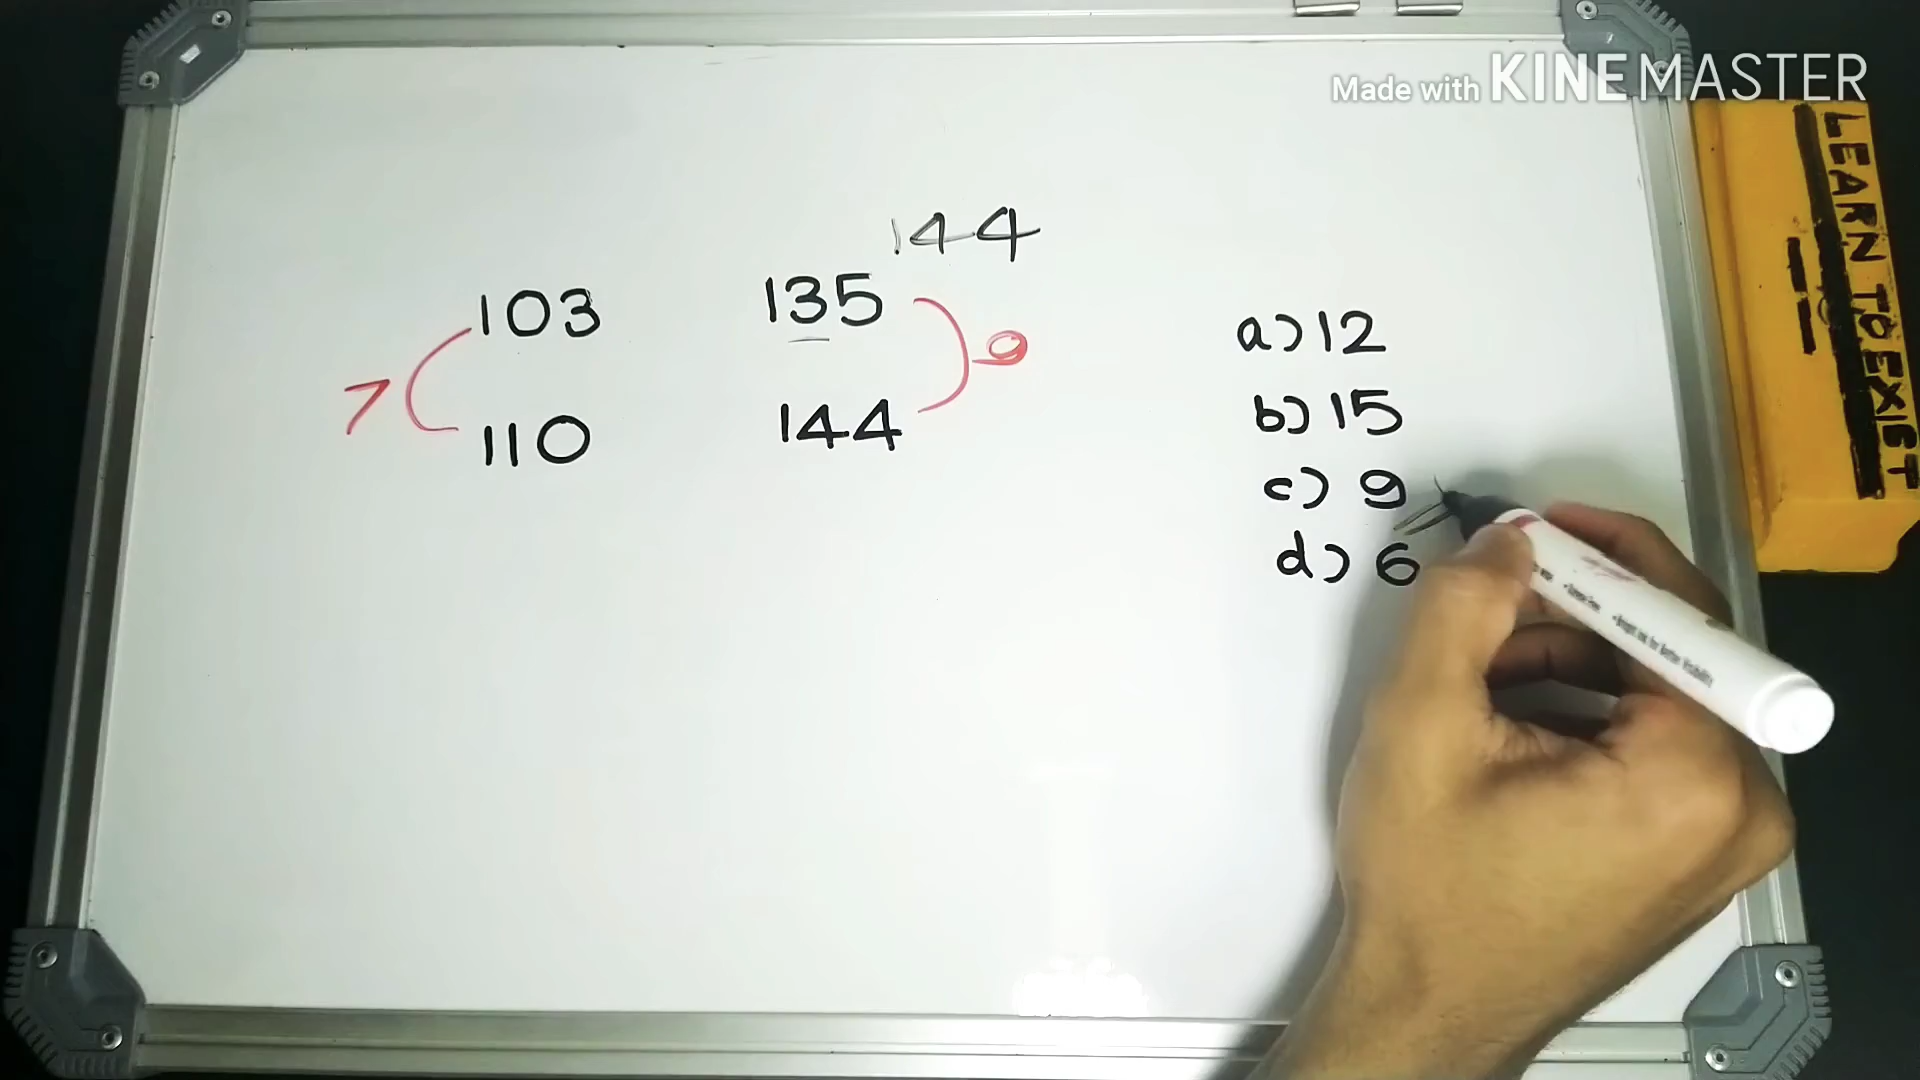 Made with KINEMASTER
LEARN TO EXIST
144
103 135
7 9
110 144
a) 12
b) 15
c) 9
d) 6